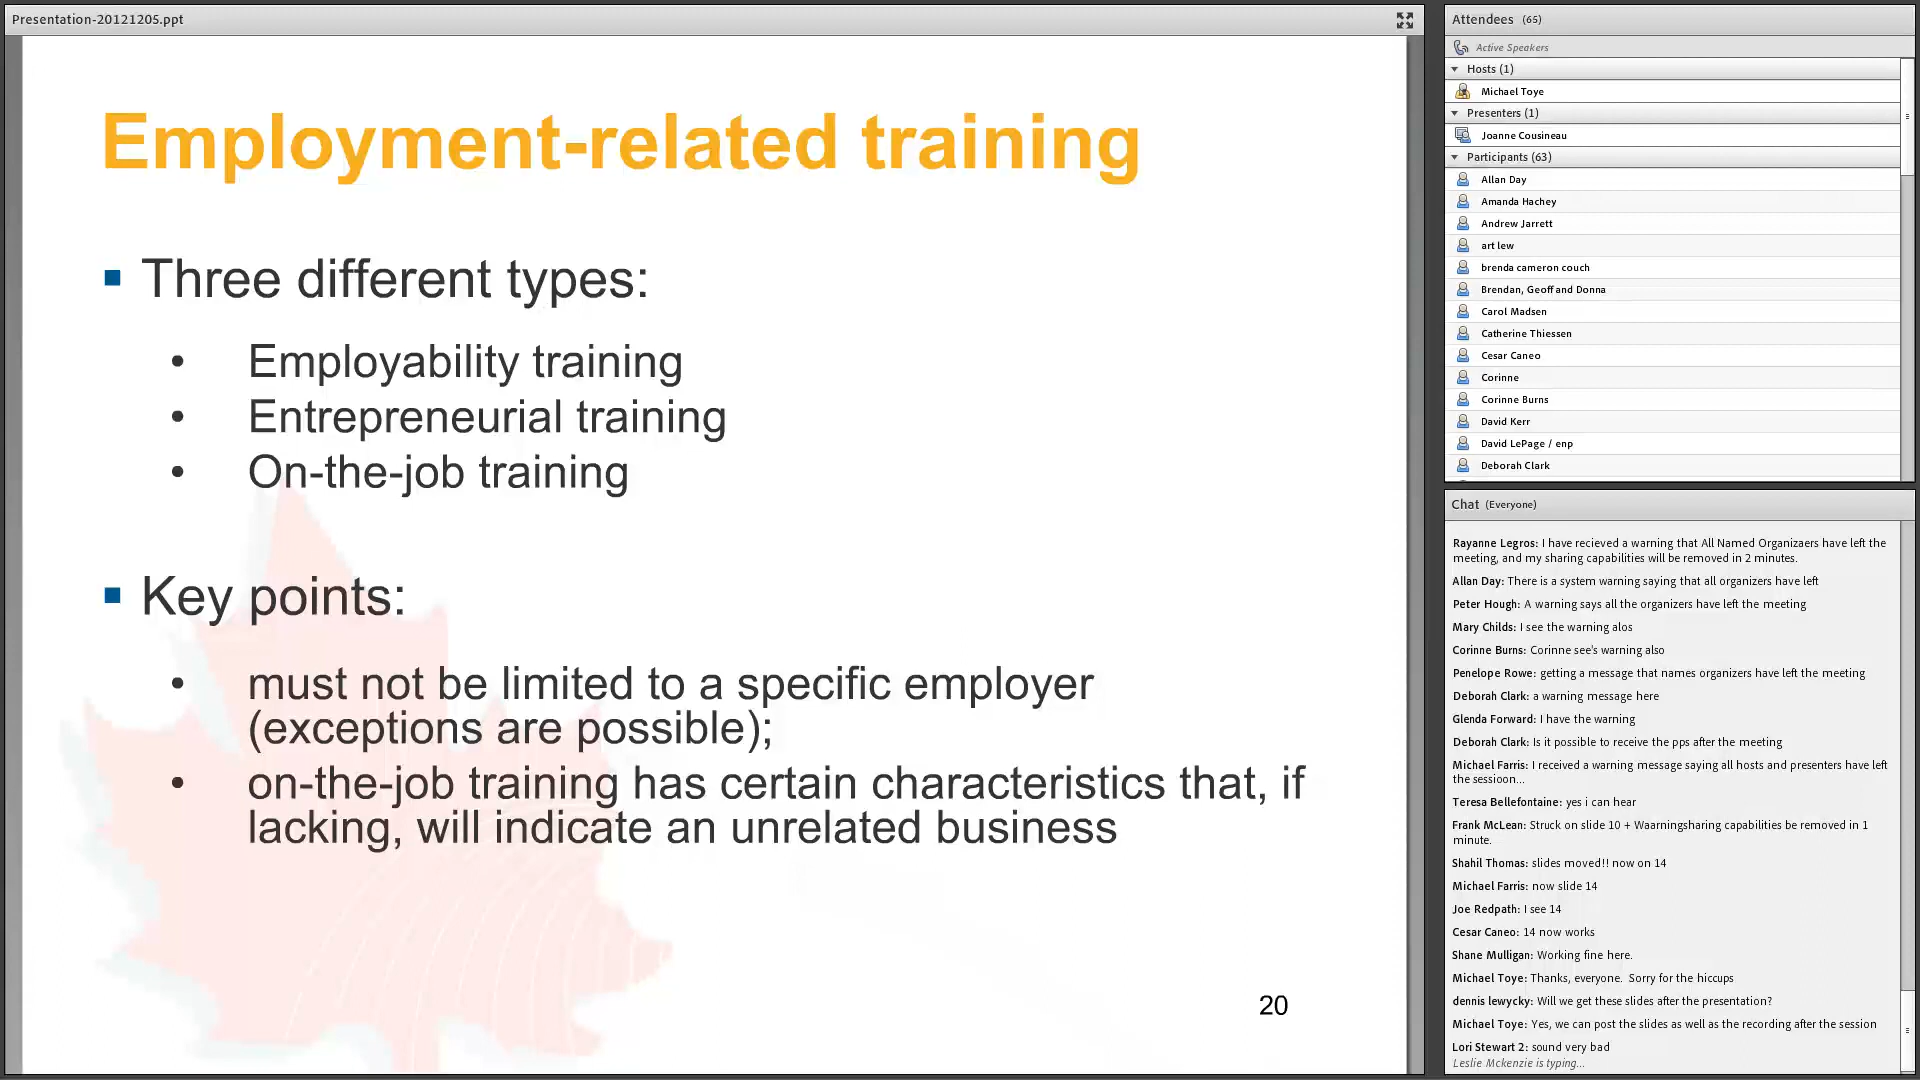 Presentation-20121205.ppt
Employment-related training
Three different types:
• Employability training
• Entrepreneurial training
• On-the-job training
Key points:
• must not be limited to a specific employer
(exceptions are possible);
• on-the-job training has certain characteristics that, if
lacking, will indicate an unrelated business
20
Attendees (65)
Active Speakers
Hosts (1)
Michael Toye
Presenters (1)
Joanne Cousineau
Participants (63)
Allan Day
Amanda Hachey
Andrew Jarrett
art lew
brenda cameron couch
Brendan, Geoff and Donna
Carol Madsen
Catherine Thiessen
Cesar Caneo
Corinne
Corinne Burns
David Kerr
David LePage / enp
Deborah Clark
Chat (Everyone)
Rayanne Legros: I have recieved a warning that All Named Organizaers have left the
meeting, and my sharing capabilities will be removed in 2 minutes.
Allan Day: There is a system warning saying that all organizers have left
Peter Hough: A warning says all the organizers have left the meeting
Mary Childs: I see the warning alos
Corinne Burns: Corinne see's warning also
Penelope Rowe: getting a message that names organizers have left the meeting
Deborah Clark: a warning message here
Glenda Forward: I have the warning
Deborah Clark: Is it possible to receive the pps after the meeting
Michael Farris: I received a warning message saying all hosts and presenters have left
the sessioon...
Teresa Bellefontaine: yes i can hear
Frank McLean: Struck on slide 10 + Waarningsharing capabilities be removed in 1
minute.
Shahil Thomas: slides moved!! now on 14
Michael Farris: now slide 14
Joe Redpath: I see 14
Cesar Caneo: 14 now works
Shane Mulligan: Working fine here.
Michael Toye: Thanks, everyone.  Sorry for the hiccups
dennis lewycky: Will we get these slides after the presentation?
Michael Toye: Yes, we can post the slides as well as the recording after the session
Lori Stewart 2: sound very bad
Leslie Mckenzie is typing...